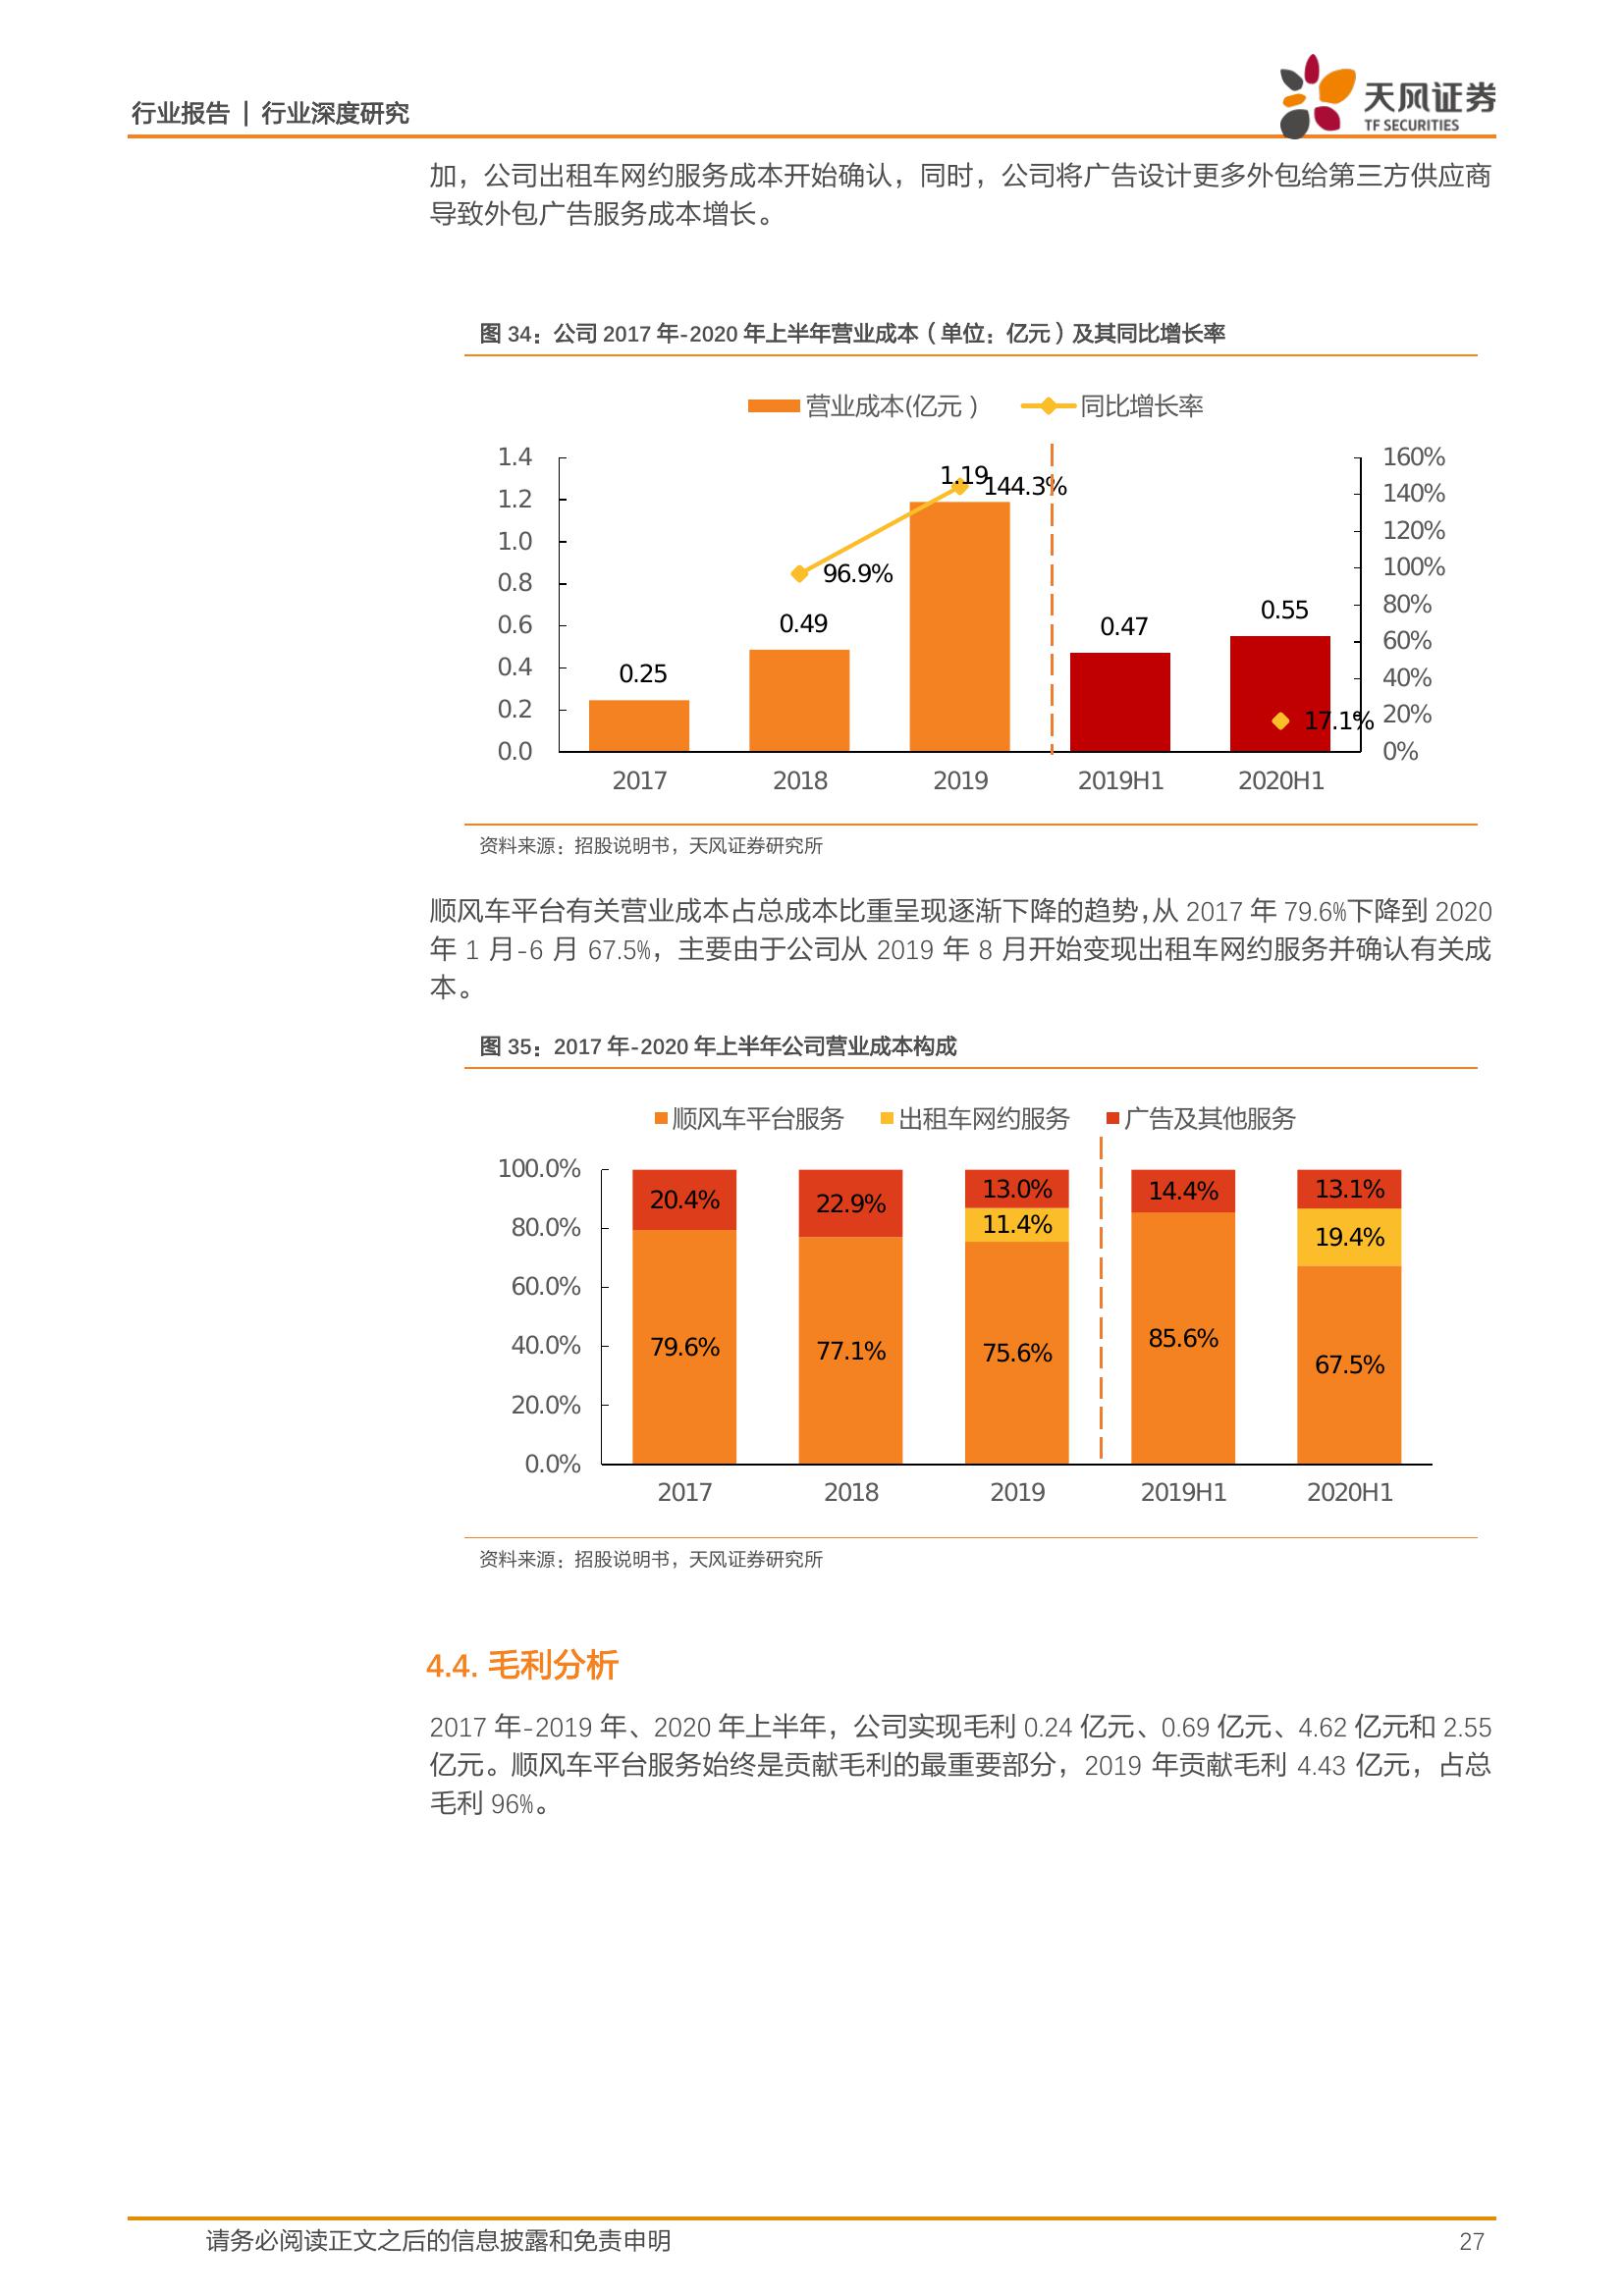 行业报告 | 行业深度研究
天风证券
TF SECURITIES
加，公司出租车网约服务成本开始确认，同时，公司将广告设计更多外包给第三方供应商
导致外包广告服务成本增长。
图 34：公司 2017 年-2020 年上半年营业成本（单位：亿元）及其同比增长率
营业成本(亿元） 同比增长率
1.4
1.2
1.0
0.8
0.6
0.4
0.2
0.0
160%
140%
120%
100%
80%
60%
40%
20%
0%
0.25
0.49
1.19
0.47
0.55
96.9%
144.3%
17.1%
2017 2018 2019 2019H1 2020H1
资料来源：招股说明书，天风证券研究所
顺风车平台有关营业成本占总成本比重呈现逐渐下降的趋势，从 2017 年 79.6%下降到 2020
年 1 月-6 月 67.5%，主要由于公司从 2019 年 8 月开始变现出租车网约服务并确认有关成
本。
图 35：2017 年-2020 年上半年公司营业成本构成
顺风车平台服务 出租车网约服务 广告及其他服务
100.0%
80.0%
60.0%
40.0%
20.0%
0.0%
20.4% 22.9% 13.0% 14.4% 13.1%
11.4% 19.4%
79.6% 77.1% 75.6% 85.6% 67.5%
2017 2018 2019 2019H1 2020H1
资料来源：招股说明书，天风证券研究所
4.4. 毛利分析
2017 年-2019 年、2020 年上半年，公司实现毛利 0.24 亿元、0.69 亿元、4.62 亿元和 2.55
亿元。顺风车平台服务始终是贡献毛利的最重要部分，2019 年贡献毛利 4.43 亿元，占总
毛利 96%。
请务必阅读正文之后的信息披露和免责申明 27